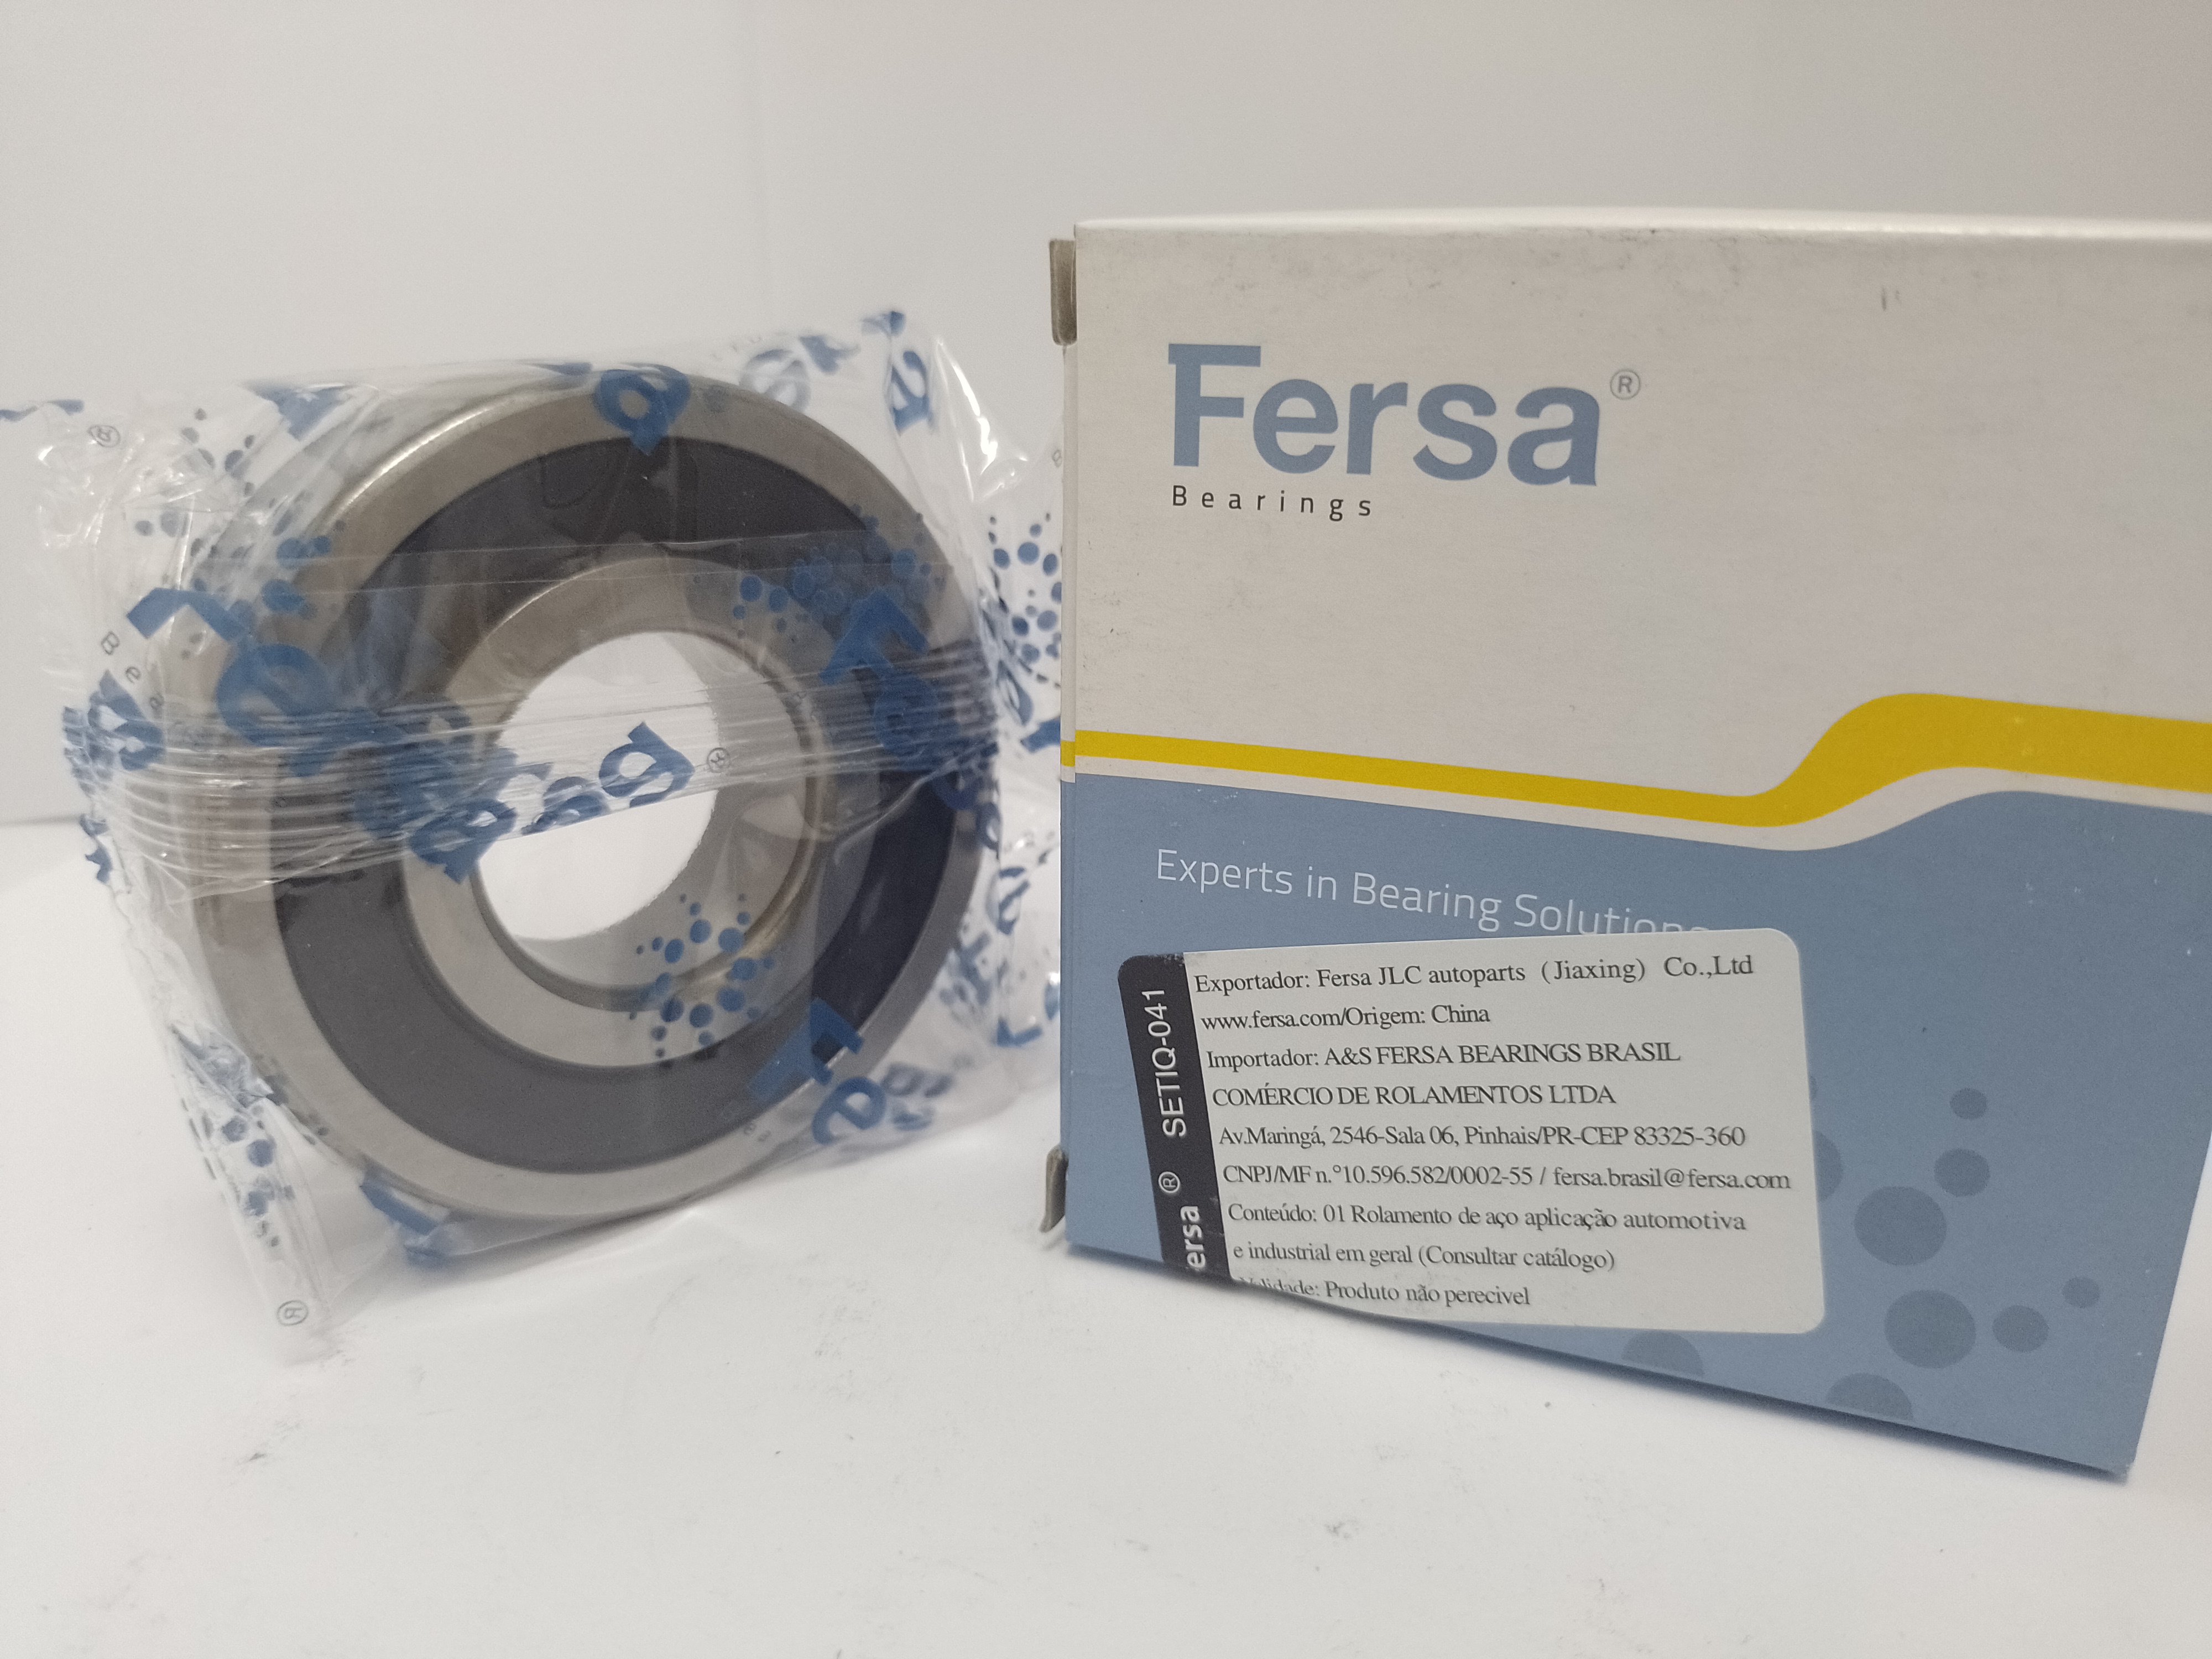 Fersa®
Bearings
Experts in Bearing Solutions
Exportador: Fersa JLC autoparts (Jiaxing) Co.,Ltd
www.fersa.com/Origem: China
Importador: A&S FERSA BEARINGS BRASIL
COMÉRCIO DE ROLAMENTOS LTDA
Av.Maringá, 2546-Sala 06, Pinhais/PR-CEP 83325-360
CNPJ/MF n.º10.596.582/0002-55 / fersa.brasil@fersa.com
Conteúdo: 01 Rolamento de aço aplicação automotiva
e industrial em geral (Consultar catálogo)
Validade: Produto não perecivel
ersa ® SETIQ-041